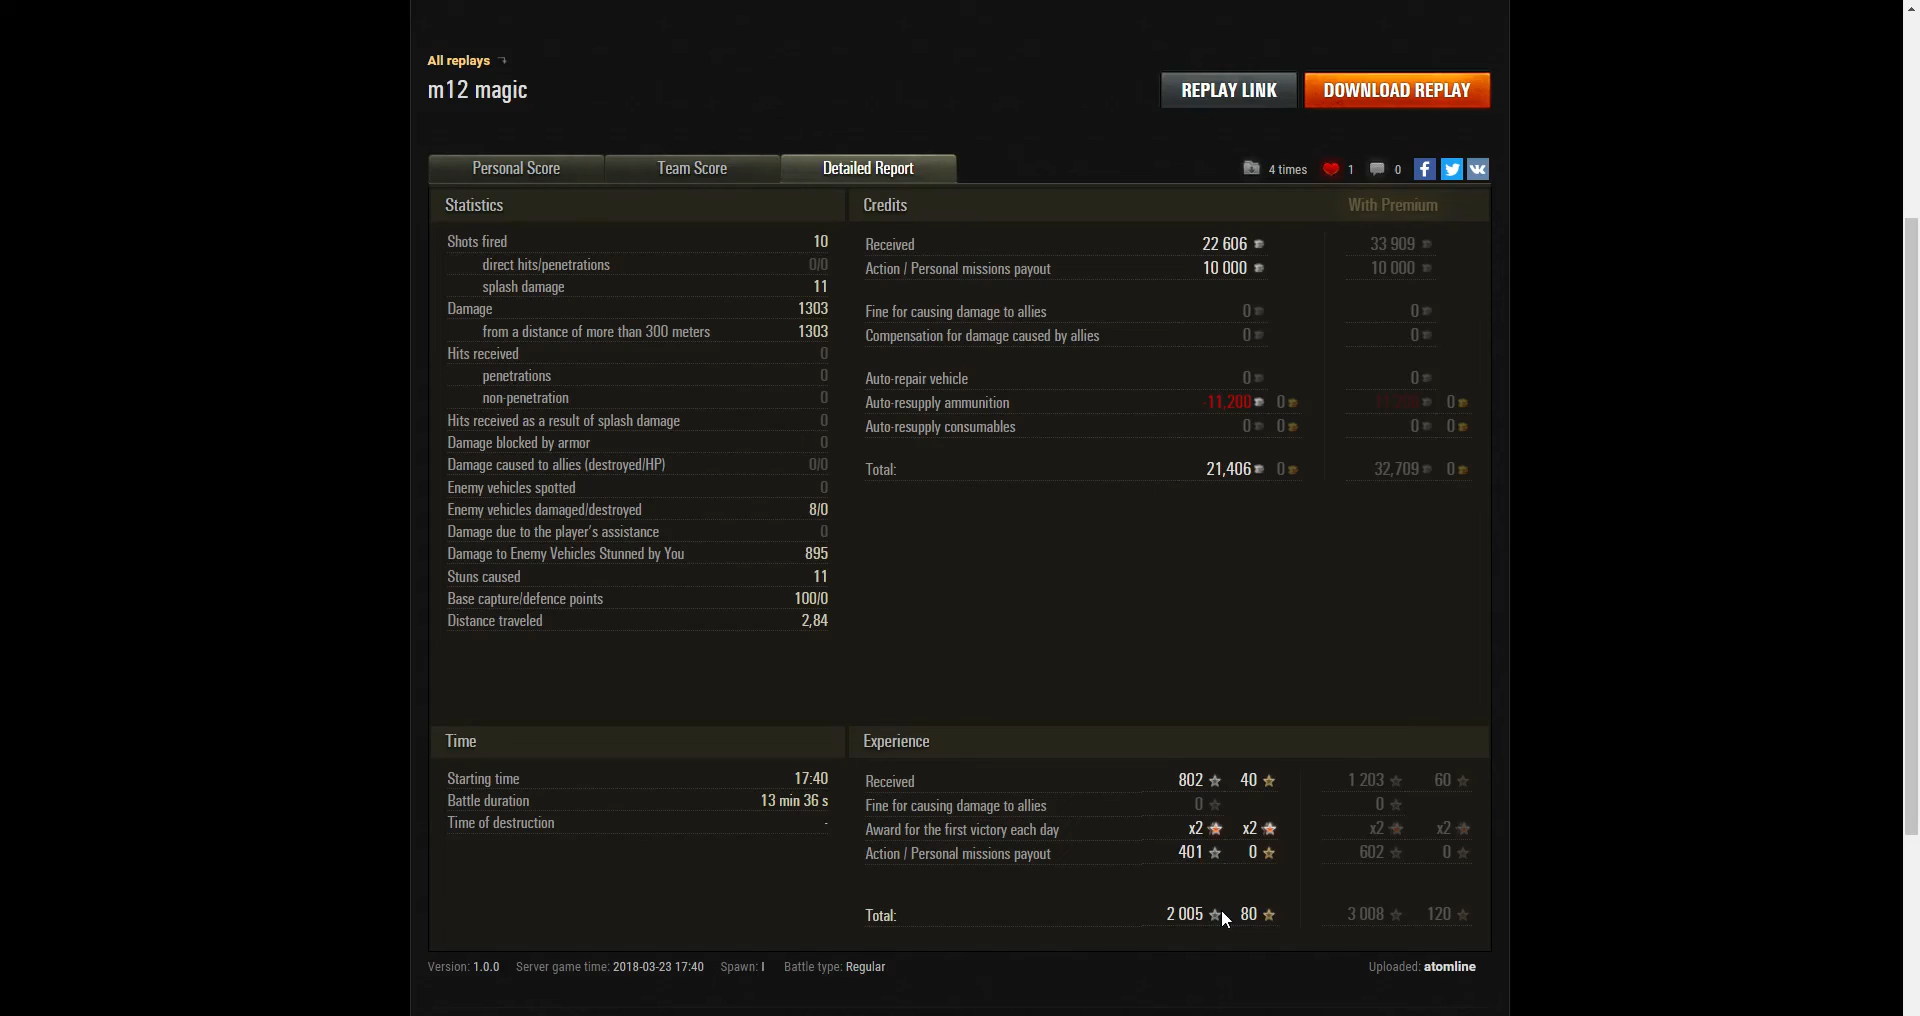 All replays
m12 magic
REPLAY LINK
DOWNLOAD REPLAY
Personal Score
Team Score
Detailed Report
4 times
1
0
Statistics
Shots fired 10
direct hits/penetrations 0/0
splash damage 11
Damage 1303
from a distance of more than 300 meters 1303
Hits received 0
penetrations 0
non-penetration 0
Hits received as a result of splash damage 0
Damage blocked by armor 0
Damage caused to allies (destroyed/HP) 0/0
Enemy vehicles spotted 0
Enemy vehicles damaged/destroyed 8/0
Damage due to the player's assistance 0
Damage to Enemy Vehicles Stunned by You 895
Stuns caused 11
Base capture/defence points 100/0
Distance traveled 2,84
Credits With Premium
Received 22 606 33 909
Action / Personal missions payout 10 000 10 000
Fine for causing damage to allies 0 0
Compensation for damage caused by allies 0 0
Auto-repair vehicle 0 0
Auto-resupply ammunition -11,200 0 0
Auto-resupply consumables 0 0 0 0
Total: 21,406 0 32,709 0
Time
Starting time 17:40
Battle duration 13 min 36 s
Time of destruction -
Experience
Received 802 40 1 203 60
Fine for causing damage to allies 0 0
Award for the first victory each day x2 x2 x2 x2
Action / Personal missions payout 401 0 602 0
Total: 2 005 80 3 008 120
Version: 1.0.0 Server game time: 2018-03-23 17:40 Spawn: I Battle type: Regular Uploaded: atomline